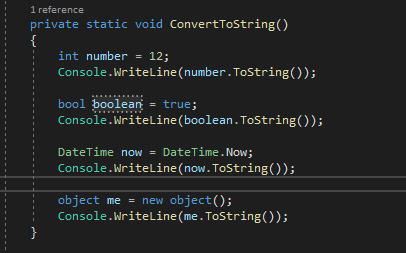 1 reference
private static void ConvertToString()
{
int number = 12;
Console.WriteLine(number.ToString());
bool boolean = true;
Console.WriteLine(boolean.ToString());
DateTime now = DateTime.Now;
Console.WriteLine(now.ToString());
object me = new object();
Console.WriteLine(me.ToString());
}